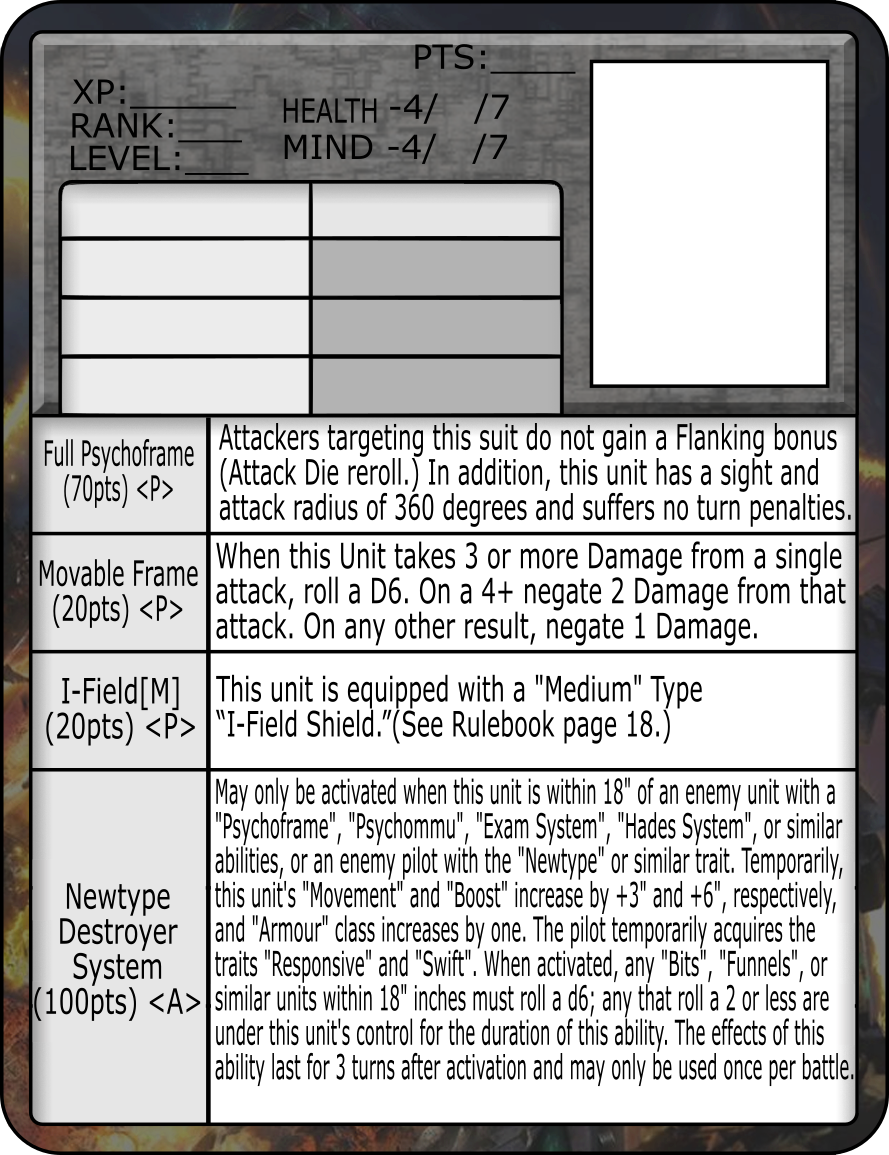 PTS:_____
XP:______
RANK:___
LEVEL:___
HEALTH -4/ /7
MIND -4/ /7
Full Psychoframe
(70pts) <P>
Attackers targeting this suit do not gain a Flanking bonus
(Attack Die reroll.) In addition, this unit has a sight and
attack radius of 360 degrees and suffers no turn penalties.
Movable Frame
(20pts) <P>
When this Unit takes 3 or more Damage from a single
attack, roll a D6. On a 4+ negate 2 Damage from that
attack. On any other result, negate 1 Damage.
I-Field[M]
(20pts) <P>
This unit is equipped with a "Medium" Type
“I-Field Shield.”(See Rulebook page 18.)
Newtype
Destroyer
System
(100pts) <A>
May only be activated when this unit is within 18" of an enemy unit with a
"Psychoframe", "Psychommu", "Exam System", "Hades System", or similar
abilities, or an enemy pilot with the "Newtype" or similar trait. Temporarily,
this unit's "Movement" and "Boost" increase by +3" and +6", respectively,
and "Armour" class increases by one. The pilot temporarily acquires the
traits "Responsive" and "Swift". When activated, any "Bits", "Funnels", or
similar units within 18" inches must roll a d6; any that roll a 2 or less are
under this unit's control for the duration of this ability. The effects of this
ability last for 3 turns after activation and may only be used once per battle.